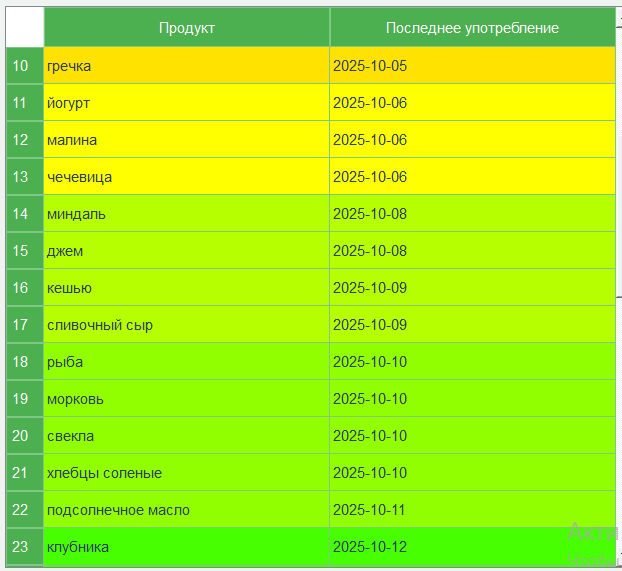 Продукт Последнее употребление
10 гречка 2025-10-05
11 йогурт 2025-10-06
12 малина 2025-10-06
13 чечевица 2025-10-06
14 миндаль 2025-10-08
15 джем 2025-10-08
16 кешью 2025-10-09
17 сливочный сыр 2025-10-09
18 рыба 2025-10-10
19 морковь 2025-10-10
20 свекла 2025-10-10
21 хлебцы соленые 2025-10-10
22 подсолнечное масло 2025-10-11
Акти
23 клубника 2025-10-12